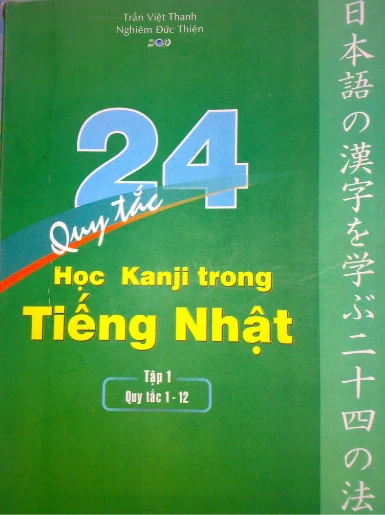 Trần Việt Thanh
Nghiêm Đức Thiện
24
Quy tắc
Học Kanji trong
Tiếng Nhật
Tập 1
Quy tắc 1 - 12
日本語の漢字を学ぶ二十四の法